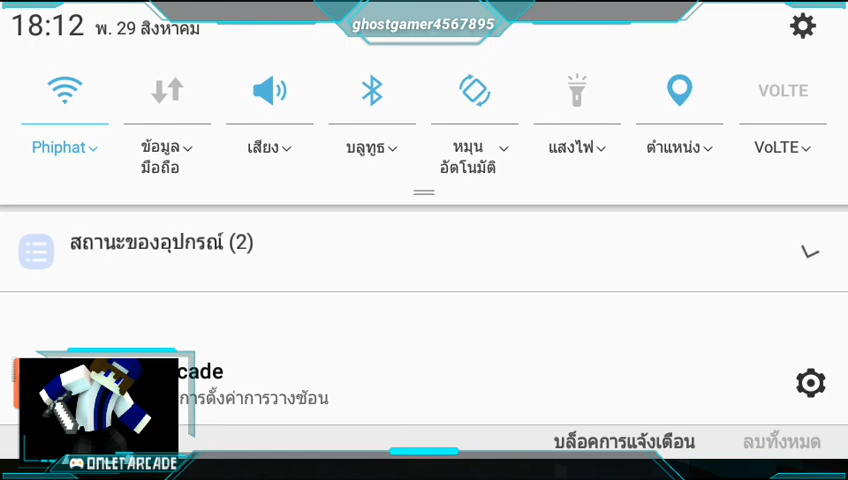 ghostgamer4567895
18:12 พ. 29 สิงหาคม
VOLTE
Phiphat ข้อมูลมือถือ เสียง บลูทูธ หมุนอัตโนมัติ แสงไฟ ตำแหน่ง VoLTE
สถานะของอุปกรณ์ (2)
cade
การตั้งค่าการวางซ้อน
บล็อคการแจ้งเตือน ลบทั้งหมด
OMLET ARCADE